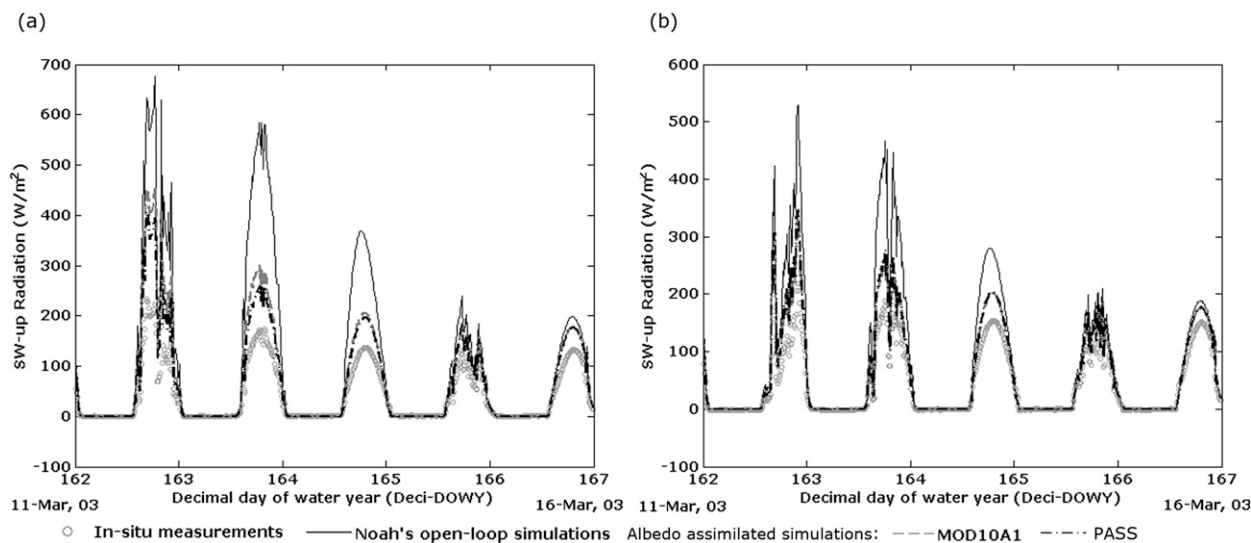 (a)
(b)
SW-up Radiation (W/m²)
700
600
500
400
300
200
100
0
-100
162
163
164
165
166
167
11-Mar, 03
Decimal day of water year (Deci-DOWY)
16-Mar, 03
SW-up Radiation (W/m²)
600
500
400
300
200
100
0
-100
162
163
164
165
166
167
11-Mar, 03
Decimal day of water year (Deci-DOWY)
16-Mar, 03
In-situ measurements Noah's open-loop simulations Albedo assimilated simulations: MOD10A1 PASS